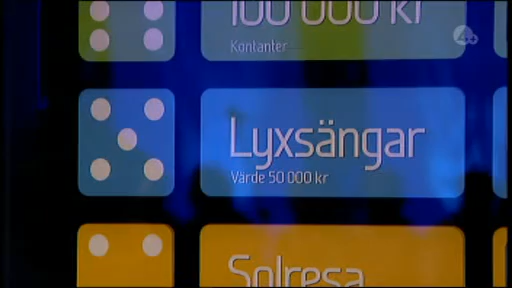 100 000 kr
Kontanter
Lyxsängar
Värde 50 000 kr
Solresa